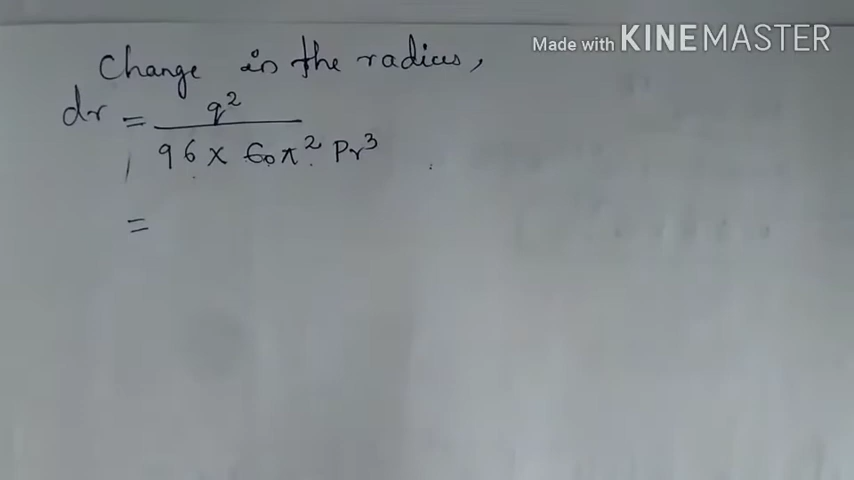 Made with KINEMASTER
Change in the radius,
dr = q²
96 × ϵ₀π² Pr³
=